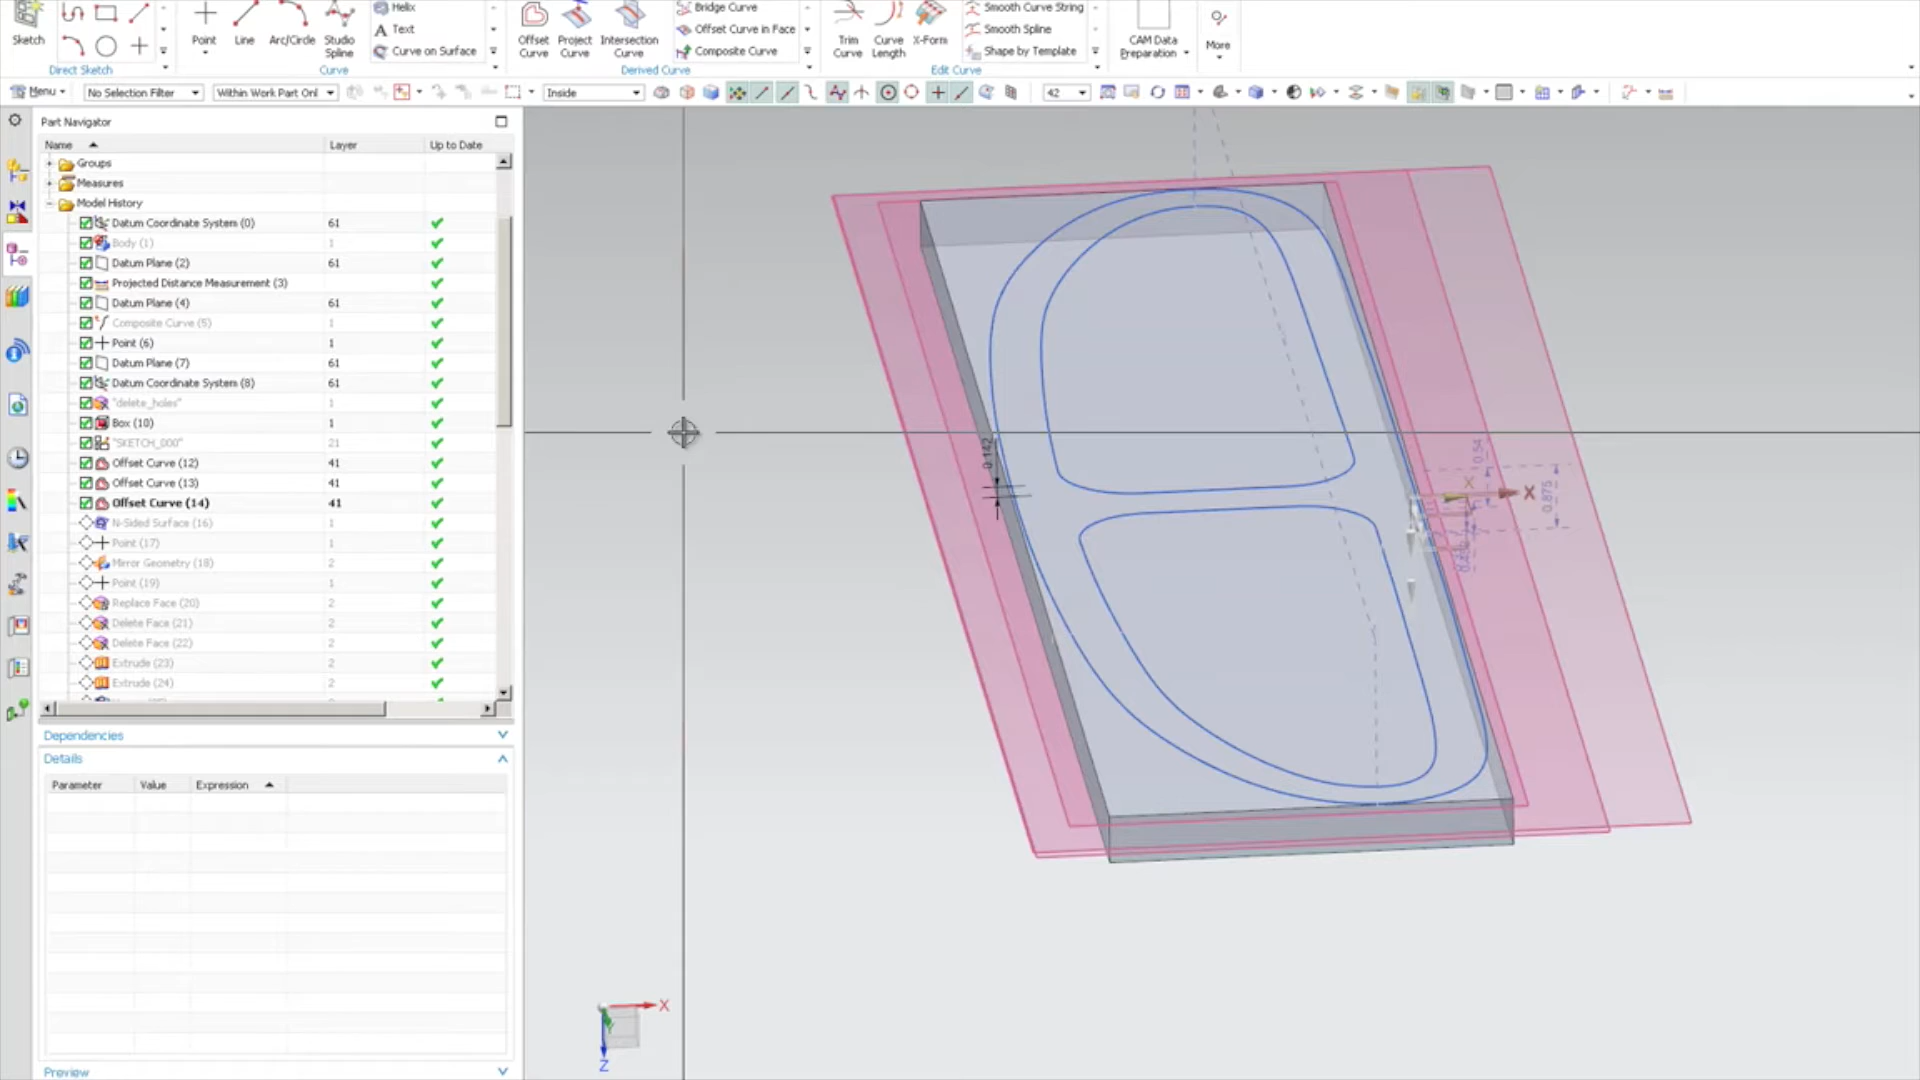 Sketch
Direct Sketch
Point
Line
Arc/Circle
Studio Spline
Helix
Text
Curve on Surface
Curve
Offset Curve
Project Curve
Intersection Curve
Bridge Curve
Offset Curve in Face
Composite Curve
Derived Curve
Trim Curve
Curve Length
X-Form
Smooth Curve String
Smooth Spline
Shape by Template
Edit Curve
CAM Data Preparation
More
Menu
No Selection Filter
Within Work Part Onl
Inside
42
Part Navigator
Name Layer Up to Date
Groups
Measures
Model History
Datum Coordinate System (0) 61
Body (1) 1
Datum Plane (2) 61
Projected Distance Measurement (3)
Datum Plane (4) 61
Composite Curve (5) 1
Point (6) 1
Datum Plane (7) 61
Datum Coordinate System (8) 61
"delete_holes" 1
Box (10) 1
"SKETCH_000" 21
Offset Curve (12) 41
Offset Curve (13) 41
Offset Curve (14) 41
N-Sided Surface (16) 1
Point (17) 1
Mirror Geometry (18) 2
Point (19) 1
Replace Face (20) 2
Delete Face (21) 2
Delete Face (22) 2
Extrude (23) 2
Extrude (24) 2
Dependencies
Details
Parameter Value Expression
Preview
0.142
0.54
0.875
X
X
X
Z